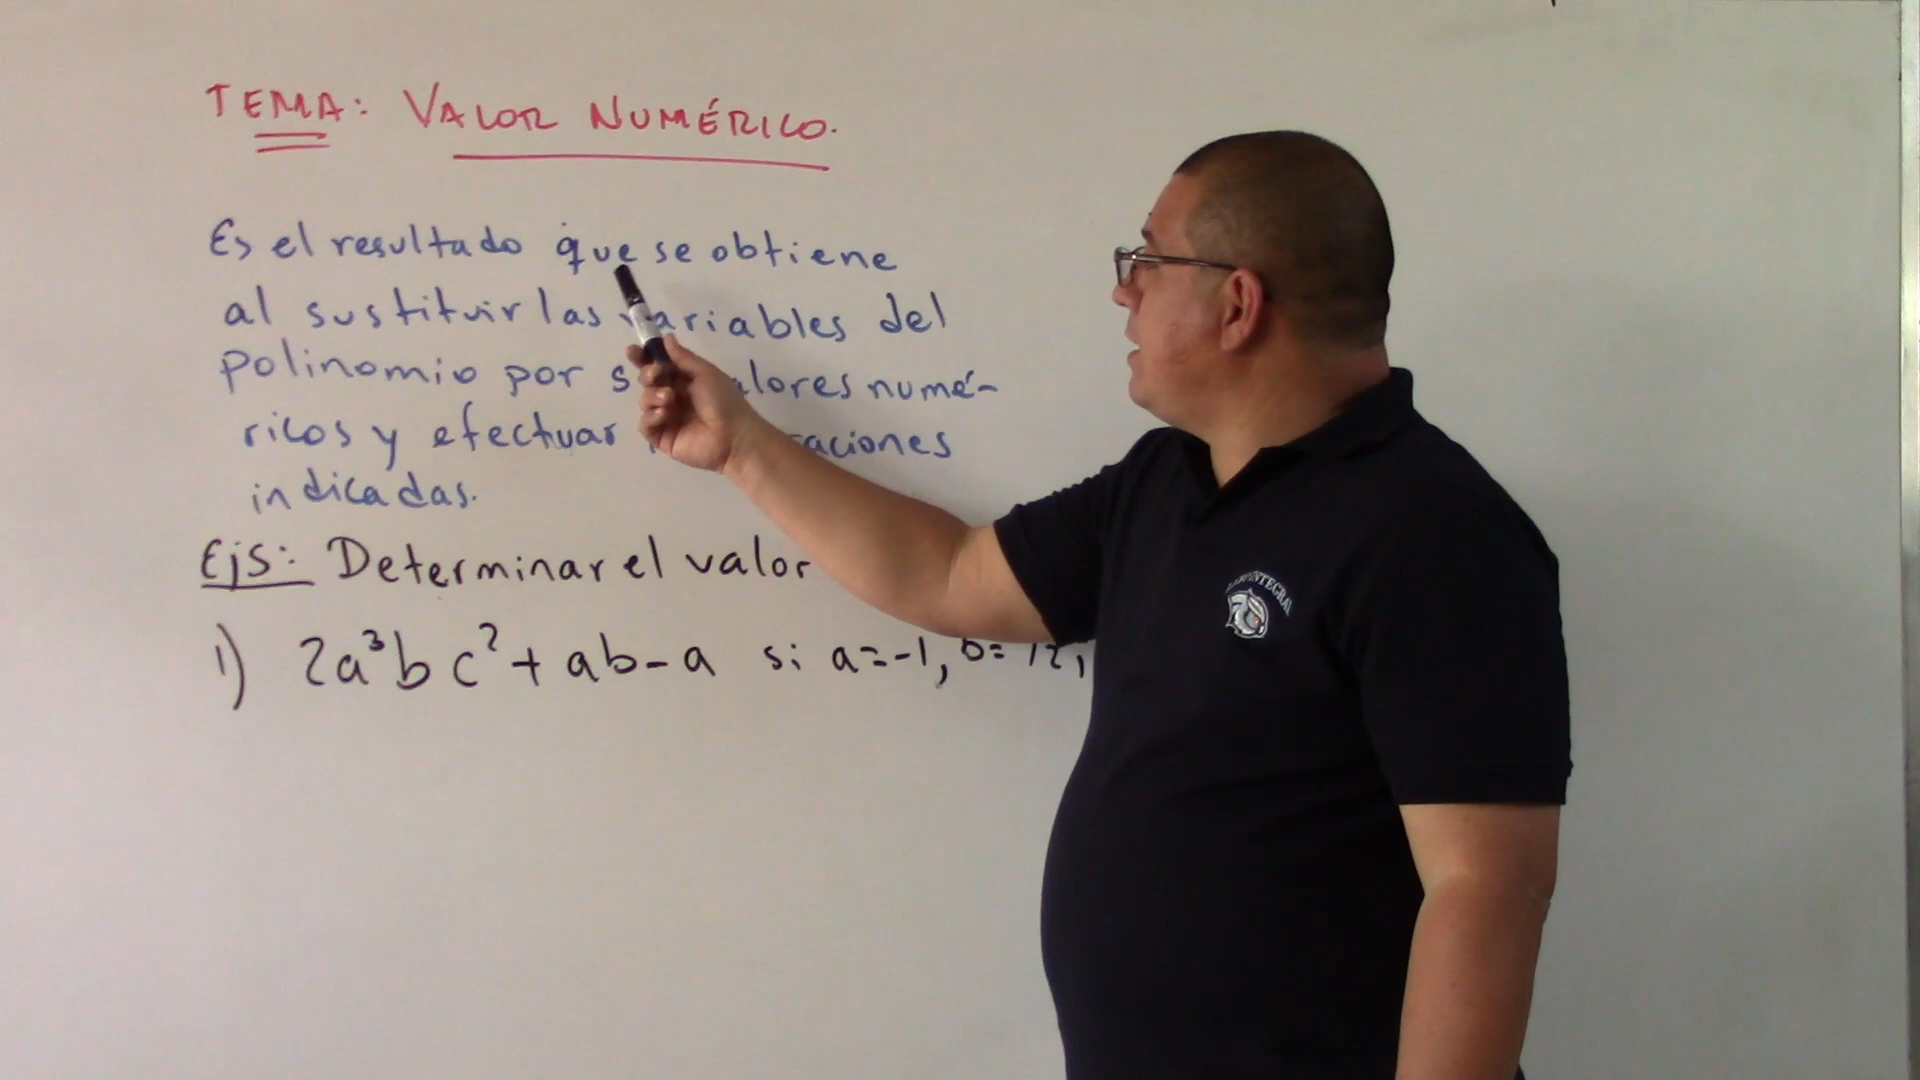 TEMA: VALOR NUMÉRICO.
Es el resultado que se obtiene
al sustituir las variables del
polinomio por valores numé-
ricos y efectuar
indicadas.
Ejs: Determinar el valor
1) 2a³bc²+ab-a si a=-1, b=